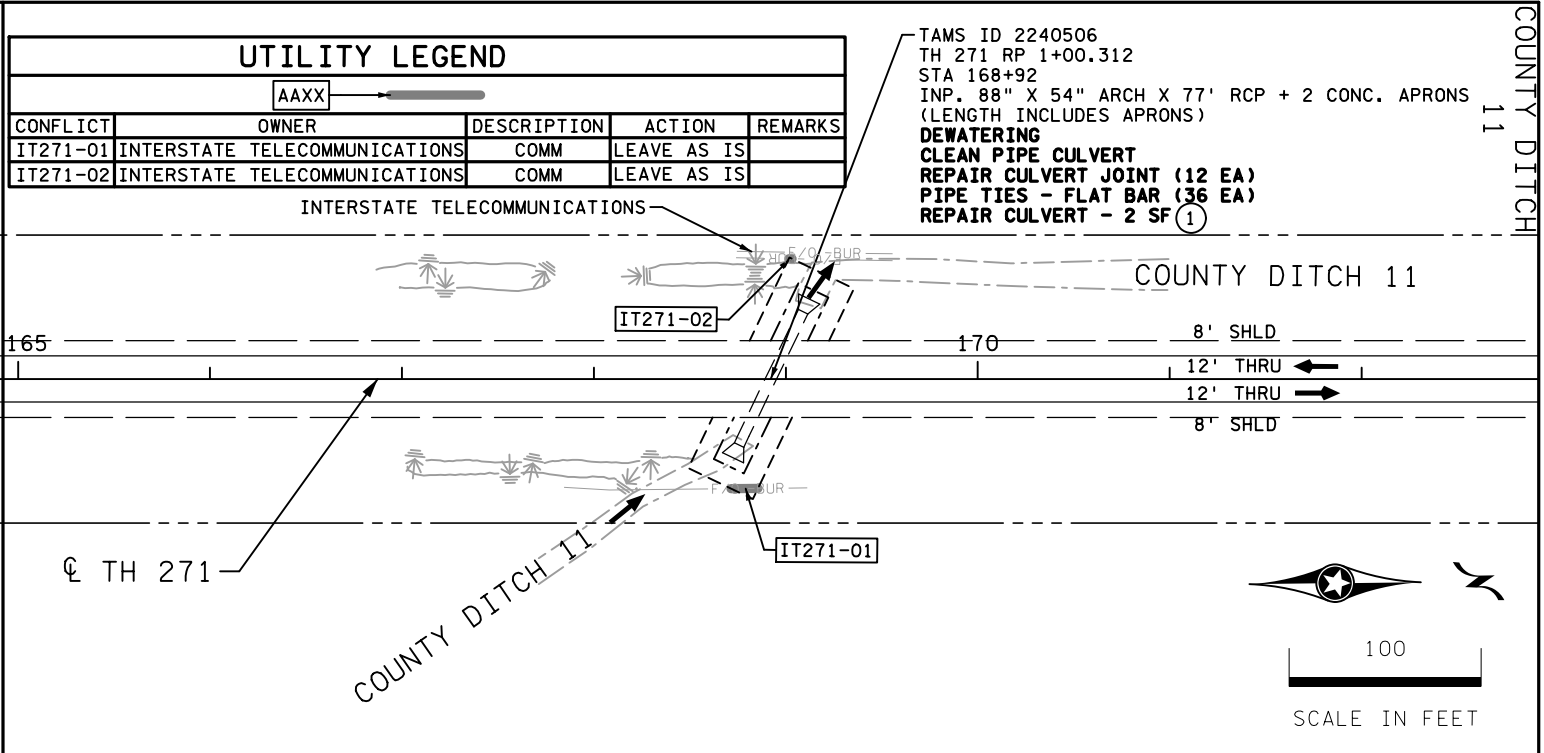 UTILITY LEGEND
AAXX
CONFLICT OWNER DESCRIPTION ACTION REMARKS
IT271-01 INTERSTATE TELECOMMUNICATIONS COMM LEAVE AS IS
IT271-02 INTERSTATE TELECOMMUNICATIONS COMM LEAVE AS IS
TAMS ID 2240506
TH 271 RP 1+00.312
STA 168+92
INP. 88" X 54" ARCH X 77' RCP + 2 CONC. APRONS
(LENGTH INCLUDES APRONS)
DEWATERING
CLEAN PIPE CULVERT
REPAIR CULVERT JOINT (12 EA)
PIPE TIES - FLAT BAR (36 EA)
REPAIR CULVERT - 2 SF 1
COUNTY DITCH
11
INTERSTATE TELECOMMUNICATIONS
F/O-BUR
COUNTY DITCH 11
IT271-02
165
170
8' SHLD
12' THRU
12' THRU
8' SHLD
BUR
IT271-01
℄ TH 271
COUNTY DITCH 11
100
SCALE IN FEET